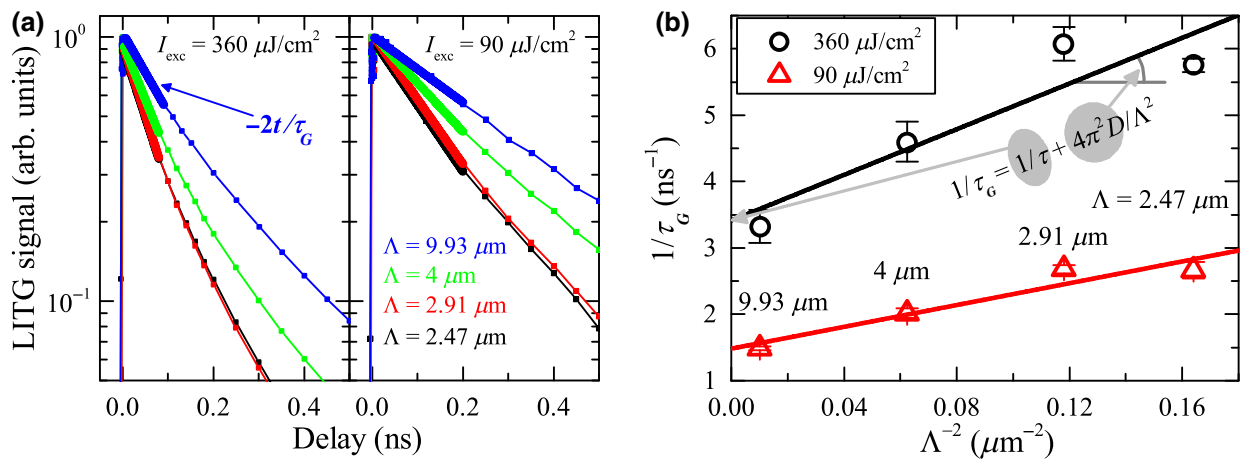 (a)
I_exc = 360 μJ/cm²
I_exc = 90 μJ/cm²
−2t/τ_G
Λ = 9.93 μm
Λ = 4 μm
Λ = 2.91 μm
Λ = 2.47 μm
LITG signal (arb. units)
10⁰
10⁻¹
0.0 0.2 0.4 0.0 0.2 0.4
Delay (ns)
(b)
360 μJ/cm²
90 μJ/cm²
1/τ_G = 1/τ + 4π²D/Λ²
Λ = 2.47 μm
2.91 μm
4 μm
9.93 μm
1/τ_G (ns⁻¹)
6
5
4
3
2
1
0.00 0.04 0.08 0.12 0.16
Λ⁻² (μm⁻²)